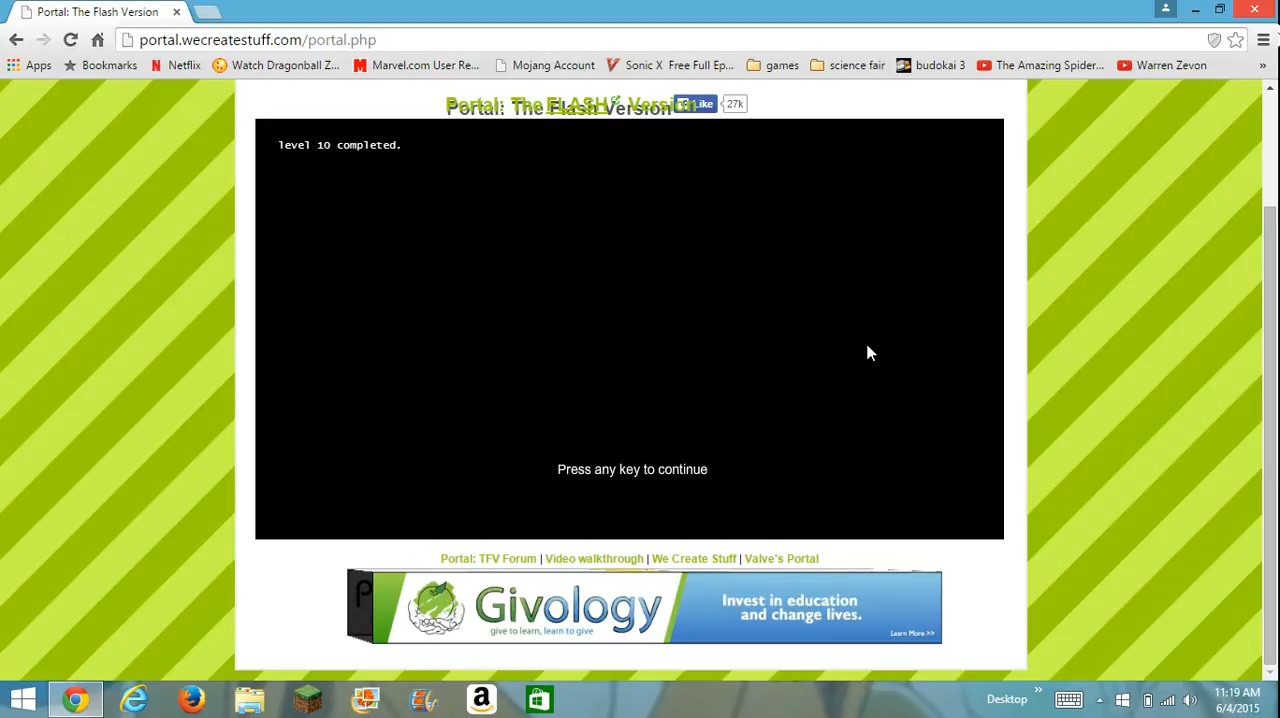 Portal: The Flash Version
portal.wecreatestuff.com/portal.php
Apps
Bookmarks
Netflix
Watch Dragonball Z...
Marvel.com User Re...
Mojang Account
Sonic X Free Full Ep...
games
science fair
budokai 3
The Amazing Spider...
Warren Zevon
»
Portal: The FLASH Version
Portal: The Flash Version
Like
27k
level 10 completed.
Press any key to continue
Portal: TFV Forum | Video walkthrough | We Create Stuff | Valve's Portal
Givology
give to learn, learn to give
Invest in education
and change lives.
Learn More >>
Desktop
»
11:19 AM
6/4/2015